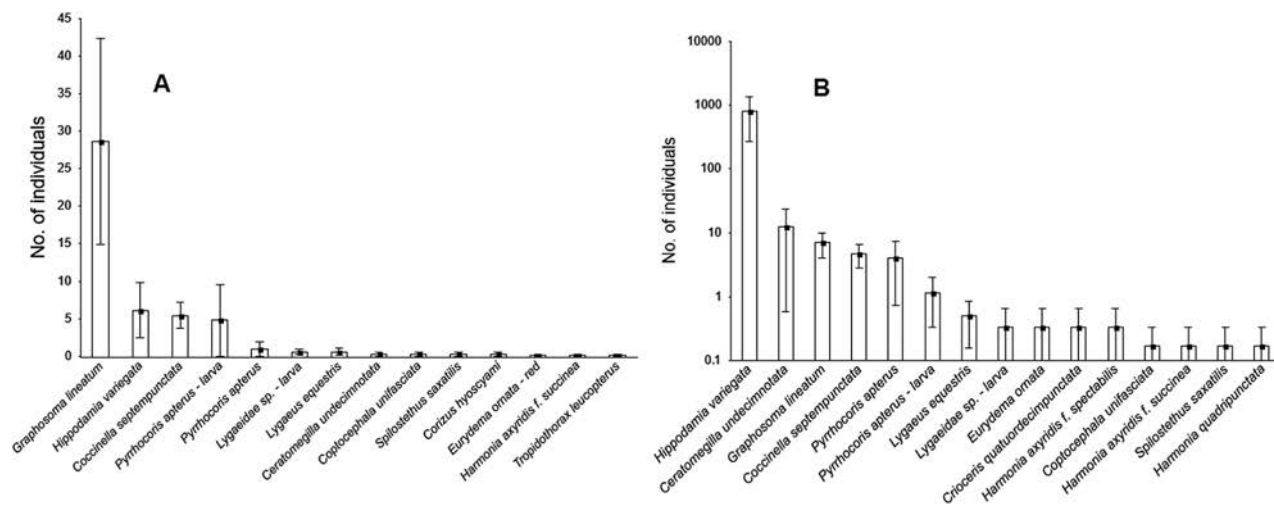 A
No. of individuals
45
40
35
30
25
20
15
10
5
0
Graphosoma lineatum
Hippodamia variegata
Coccinella septempunctata
Pyrrhocoris apterus - larva
Pyrrhocoris apterus
Lygaeidae sp. - larva
Lygaeus equestris
Ceratomegilla undecimnotata
Coptocephala unifasciata
Spilostethus saxatilis
Corizus hyoscyami
Eurydema ornata - red
Harmonia axyridis f. succinea
Tropidothorax leucopterus
B
No. of individuals
10000
1000
100
10
1
0.1
Hippodamia variegata
Ceratomegilla undecimnotata
Graphosoma lineatum
Coccinella septempunctata
Pyrrhocoris apterus
Pyrrhocoris apterus - larva
Lygaeus equestris
Lygaeidae sp. - larva
Eurydema ornata
Crioceris quatuordecimpunctata
Harmonia axyridis f. spectabilis
Coptocephala unifasciata
Harmonia axyridis f. succinea
Spilostethus saxatilis
Harmonia quadripunctata